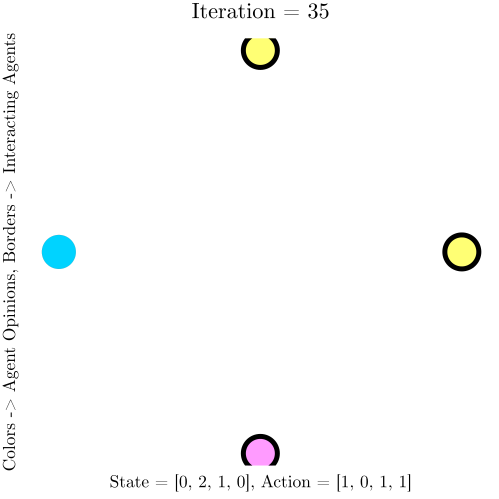 Iteration = 35
Colors -> Agent Opinions, Borders -> Interacting Agents
State = [0, 2, 1, 0], Action = [1, 0, 1, 1]